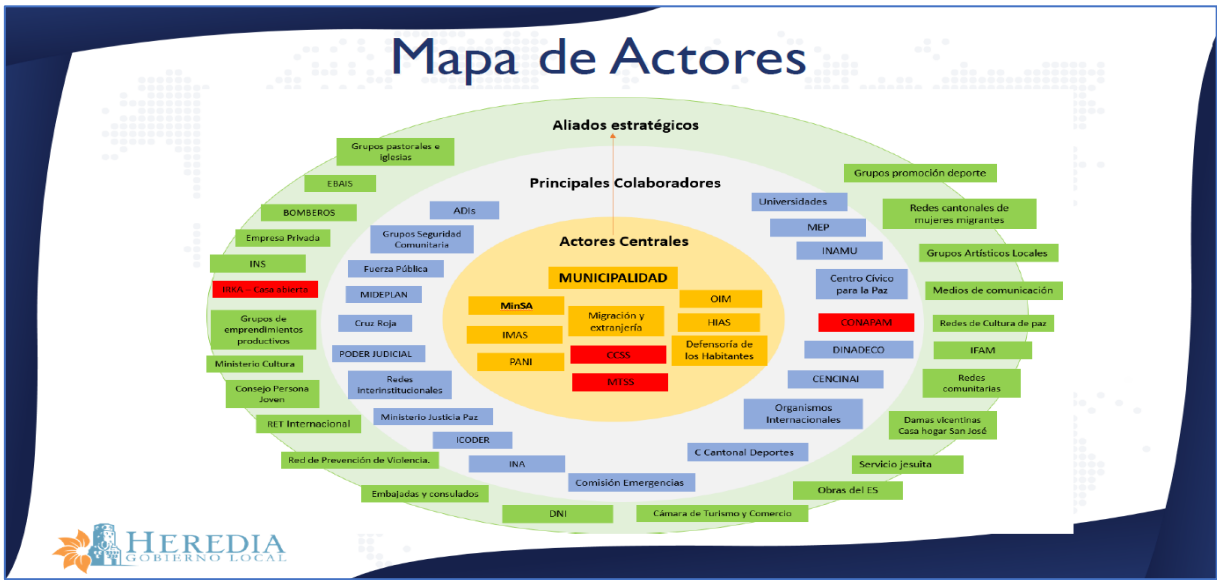 Mapa de Actores
Aliados estratégicos
Grupos pastorales e
iglesias
EBAIS
BOMBEROS
Empresa Privada
INS
IRKA – Casa abierta
Grupos de
emprendimientos
productivos
Ministerio Cultura
Consejo Persona
Joven
RET Internacional
Red de Prevención de Violencia.
Embajadas y consulados
DNI
Cámara de Turismo y Comercio
Obras del ES
Servicio jesuita
Damas vicentinas
Casa hogar San José
Redes
comunitarias
IFAM
Redes de Cultura de paz
Medios de comunicación
Grupos Artísticos Locales
Redes cantonales de
mujeres migrantes
Grupos promoción deporte
Principales Colaboradores
ADIs
Grupos Seguridad
Comunitaria
Fuerza Pública
MIDEPLAN
Cruz Roja
PODER JUDICIAL
Redes
interinstitucionales
Ministerio Justicia Paz
ICODER
INA
Comisión Emergencias
C Cantonal Deportes
Organismos
Internacionales
CENCINAI
DINADECO
CONAPAM
Centro Cívico
para la Paz
INAMU
MEP
Universidades
Actores Centrales
MUNICIPALIDAD
MinSA
IMAS
PANI
Migración y
extranjería
CCSS
MTSS
OIM
HIAS
Defensoría de
los Habitantes
HEREDIA
GOBIERNO LOCAL